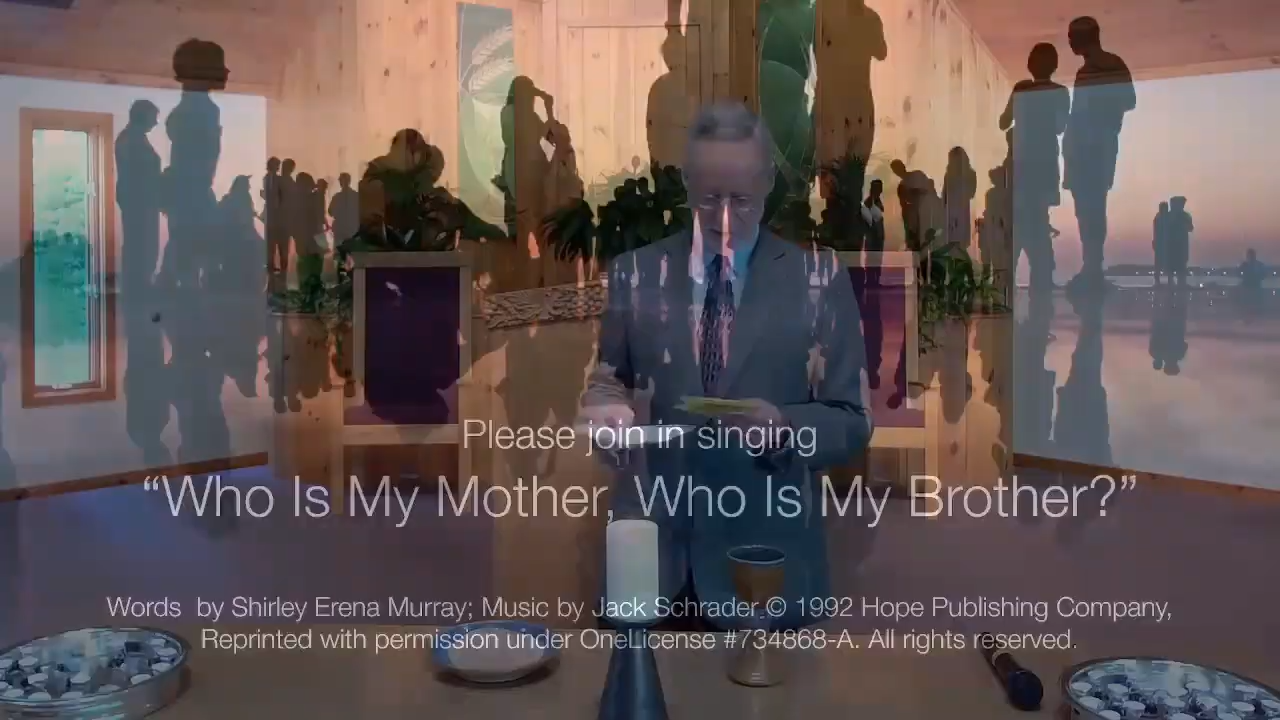 Please join in singing
“Who Is My Mother, Who Is My Brother?”
Words by Shirley Erena Murray; Music by Jack Schrader © 1992 Hope Publishing Company,
Reprinted with permission under OneLicense #734868-A. All rights reserved.